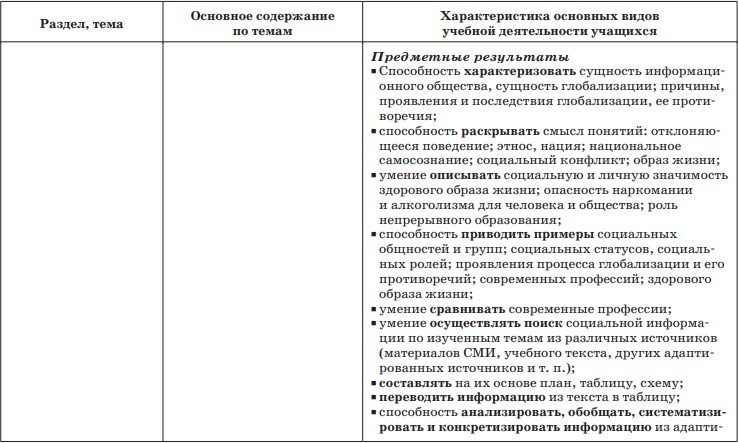 Раздел, тема
Основное содержание
по темам
Характеристика основных видов
учебной деятельности учащихся
Предметные результаты
▪ Способность характеризовать сущность информаци-
онного общества, сущность глобализации; причины,
проявления и последствия глобализации, ее проти-
воречия;
▪ способность раскрывать смысл понятий: отклоняю-
щееся поведение; этнос, нация; национальное
самосознание; социальный конфликт; образ жизни;
▪ умение описывать социальную и личную значимость
здорового образа жизни; опасность наркомании
и алкоголизма для человека и общества; роль
непрерывного образования;
▪ способность приводить примеры социальных
общностей и групп; социальных статусов, социаль-
ных ролей; проявления процесса глобализации и его
противоречий; современных профессий; здорового
образа жизни;
▪ умение сравнивать современные профессии;
▪ умение осуществлять поиск социальной информа-
ции по изученным темам из различных источников
(материалов СМИ, учебного текста, других адапти-
рованных источников и т. п.);
▪ составлять на их основе план, таблицу, схему;
▪ переводить информацию из текста в таблицу;
▪ способность анализировать, обобщать, систематизи-
ровать и конкретизировать информацию из адапти-